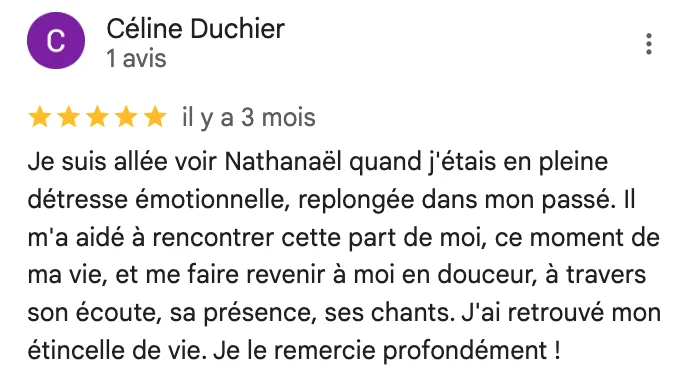 C
Céline Duchier
1 avis
il y a 3 mois
Je suis allée voir Nathanaël quand j'étais en pleine
détresse émotionnelle, replongée dans mon passé. Il
m'a aidé à rencontrer cette part de moi, ce moment de
ma vie, et me faire revenir à moi en douceur, à travers
son écoute, sa présence, ses chants. J'ai retrouvé mon
étincelle de vie. Je le remercie profondément !